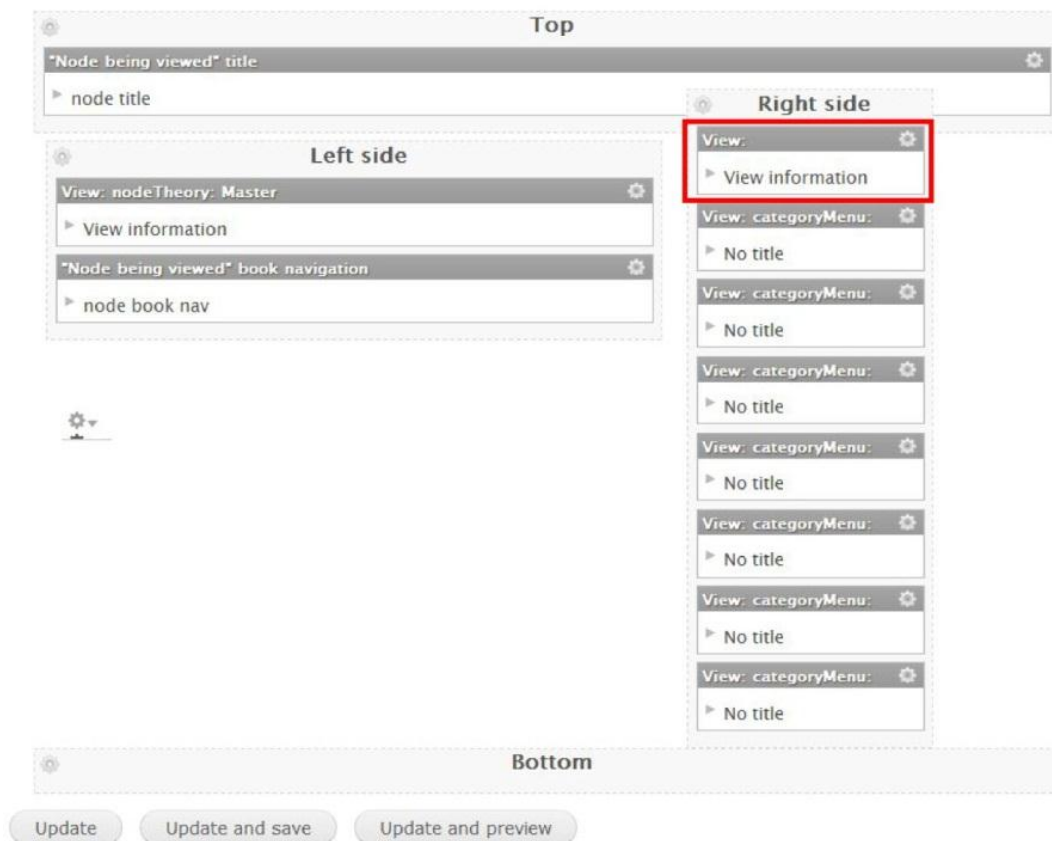 Top
"Node being viewed" title
node title
Left side
View: nodeTheory: Master
View information
"Node being viewed" book navigation
node book nav
Right side
View:
View information
View: categoryMenu:
No title
View: categoryMenu:
No title
View: categoryMenu:
No title
View: categoryMenu:
No title
View: categoryMenu:
No title
View: categoryMenu:
No title
View: categoryMenu:
No title
Bottom
Update
Update and save
Update and preview